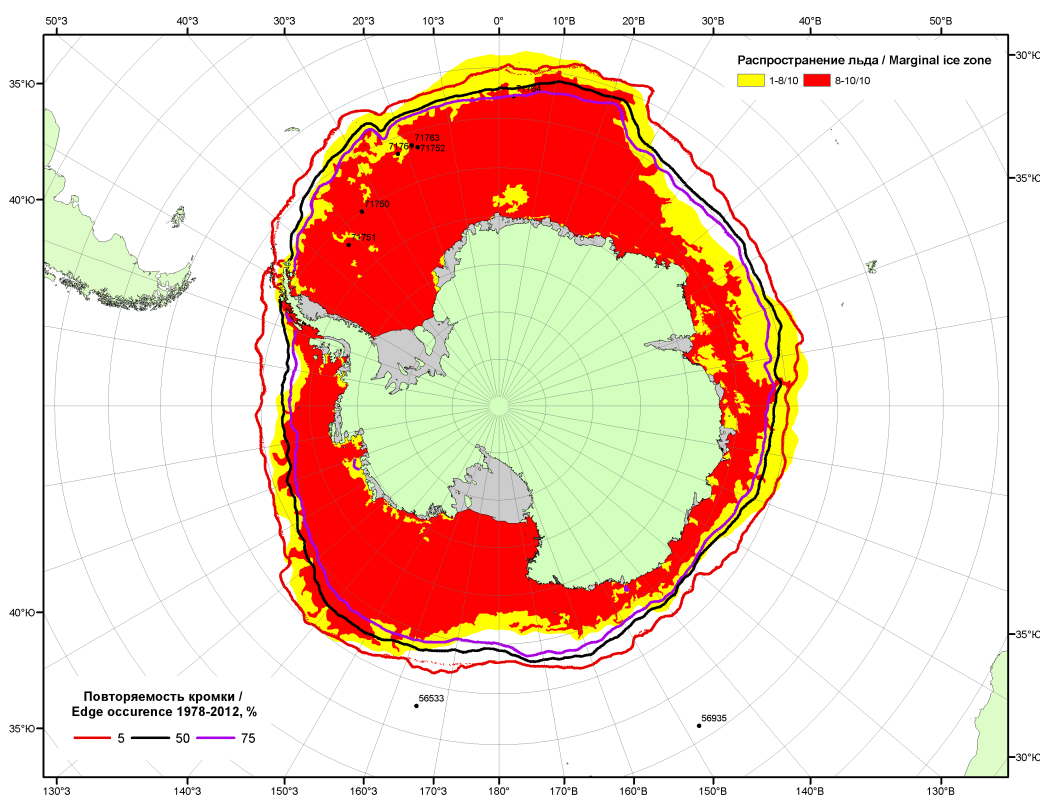 50°З 40°З 30°З 20°З 10°З 0° 10°В 20°В 30°В 40°В 50°В
30°Ю
Распространение льда / Marginal ice zone
1-8/10 8-10/10
35°Ю
71784
71763
71752
35°Ю
40°Ю
71750
71751
40°Ю
35°Ю
Повторяемость кромки /
Edge occurence 1978-2012, %
5 50 75
56533
56935
35°Ю
30°Ю
130°З 140°З 150°З 160°З 170°З 180° 170°В 160°В 150°В 140°В 130°В